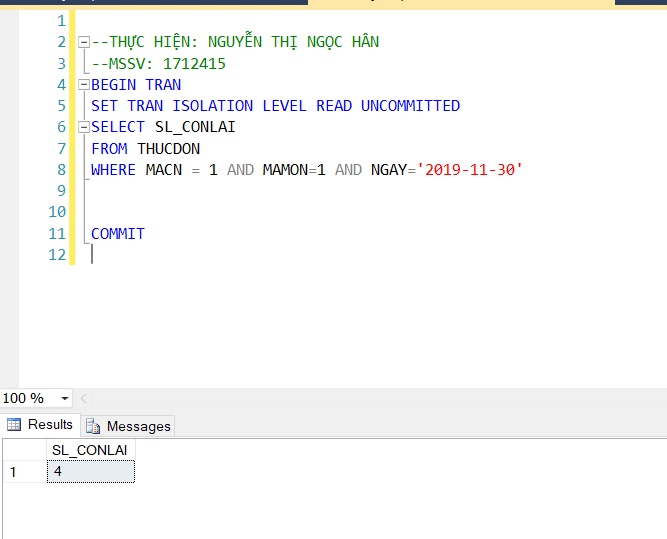 1
2 --THỰC HIỆN: NGUYỄN THỊ NGỌC HÂN
3 --MSSV: 1712415
4 BEGIN TRAN
5 SET TRAN ISOLATION LEVEL READ UNCOMMITTED
6 SELECT SL_CONLAI
7 FROM THUCDON
8 WHERE MACN = 1 AND MAMON=1 AND NGAY='2019-11-30'
9
10
11 COMMIT
12
100 %
Results Messages
SL_CONLAI
1 4